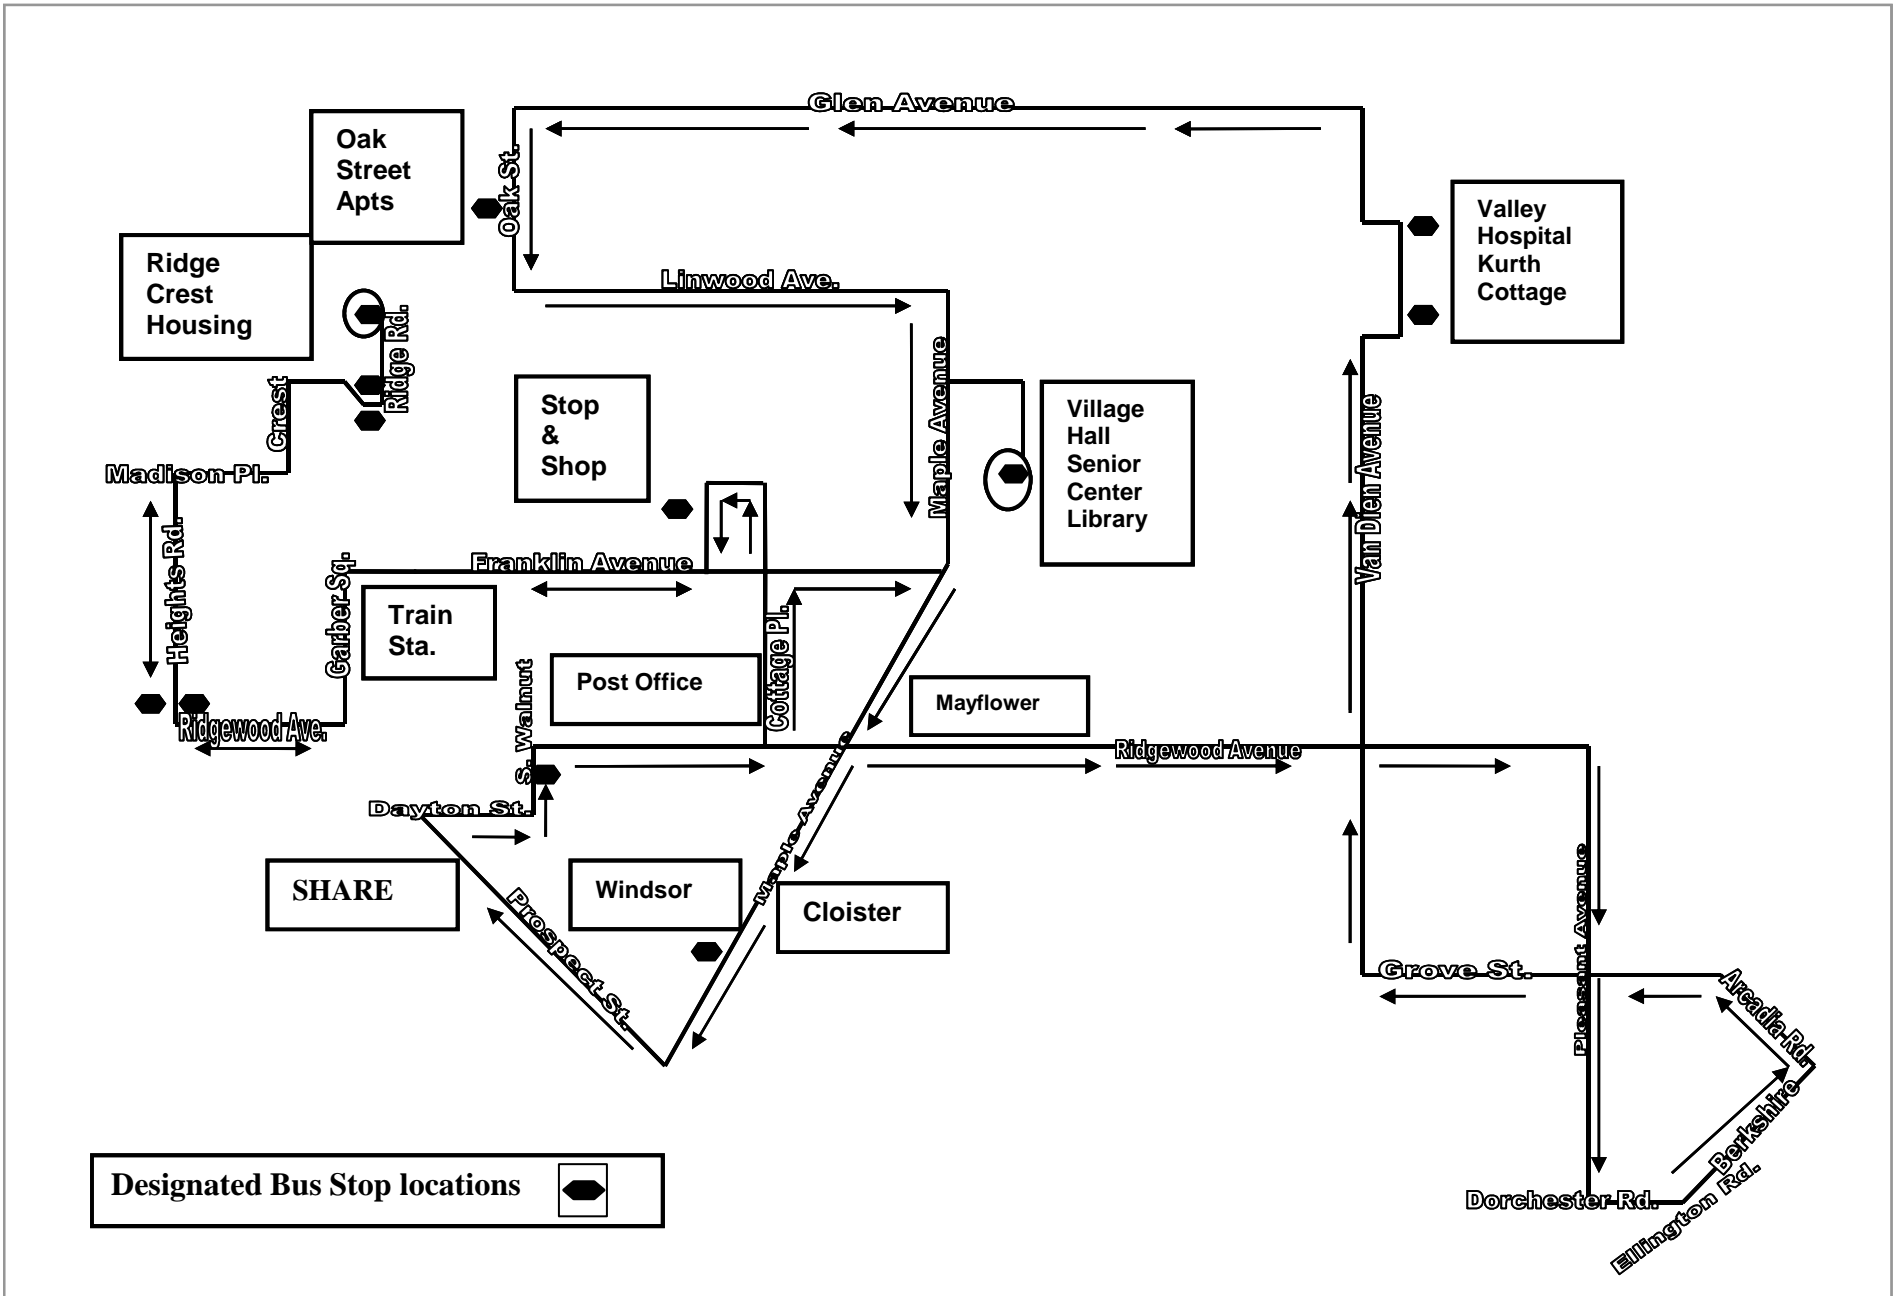 Glen Avenue
Oak
Street
Apts
Oak St.
Valley
Hospital
Kurth
Cottage
Ridge
Crest
Housing
Linwood Ave.
Ridge Rd.
Crest
Stop
&
Shop
Maple Avenue
Village
Hall
Senior
Center
Library
Van Dien Avenue
Madison Pl.
Heights Rd.
Franklin Avenue
Garber Sq.
Train
Sta.
Post Office
Cottage Pl.
Mayflower
S. Walnut
Ridgewood Ave.
Ridgewood Avenue
Dayton St.
Maple Avenue
SHARE
Windsor
Cloister
Prospect St.
Pleasant Avenue
Grove St.
Arcadia Rd.
Berkshire
Dorchester Rd.
Ellington Rd.
Designated Bus Stop locations